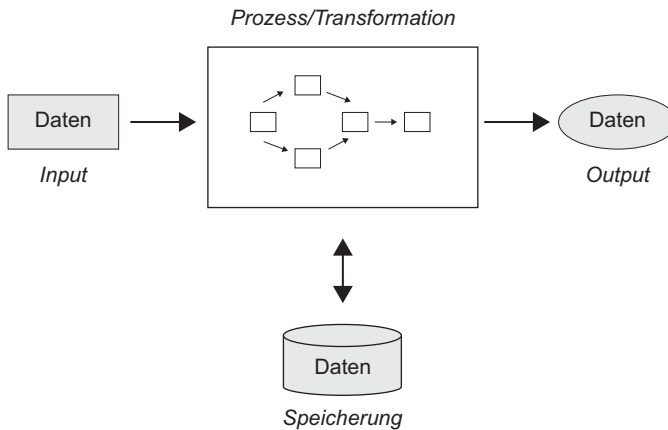 Prozess/Transformation
Daten
Input
Daten
Output
Daten
Speicherung